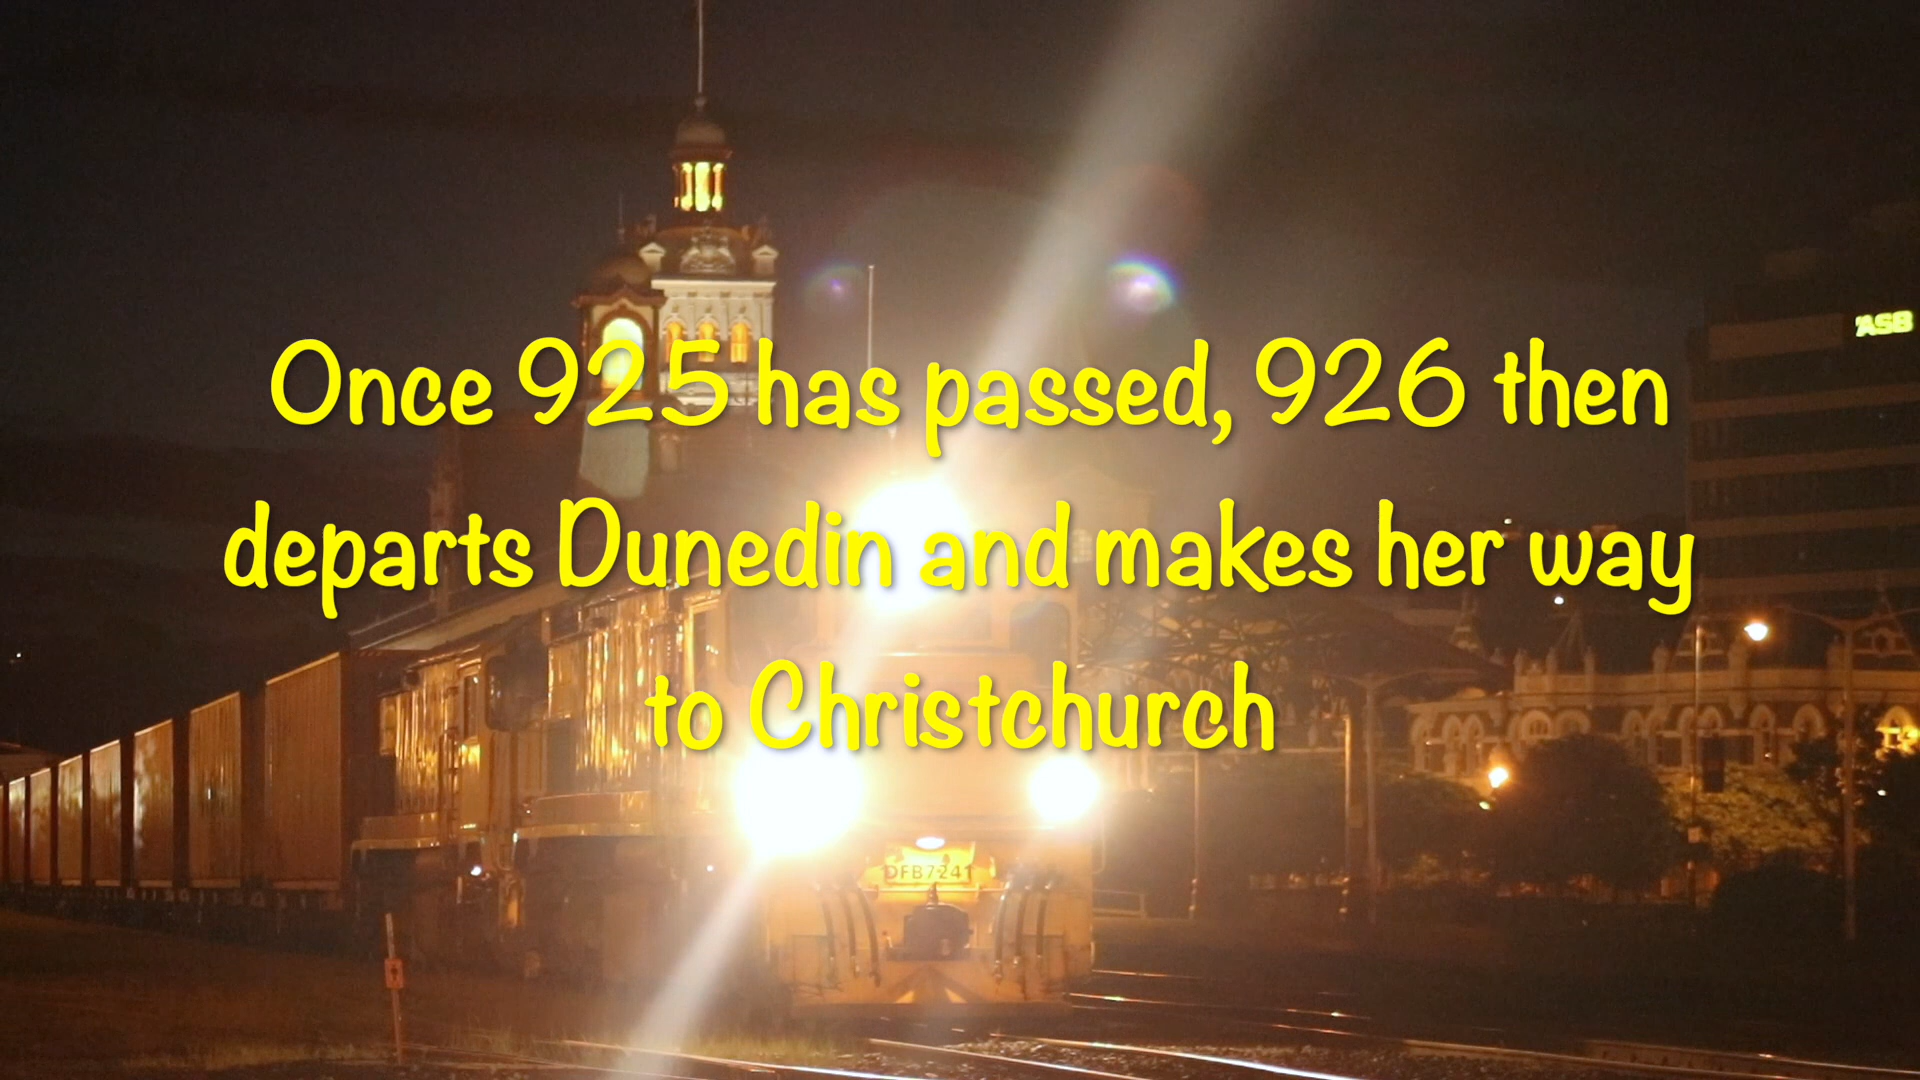 ASB
Once 925 has passed, 926 then
departs Dunedin and makes her way
to Christchurch
DFB7241